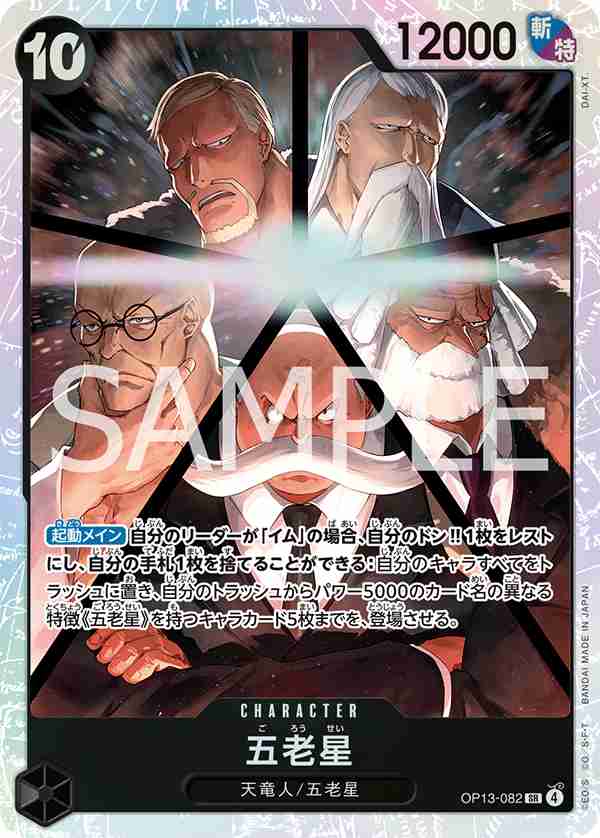 10
12000
斬
特
DAI-XT.
SAMPLE
起動メイン 自分のリーダーが「イム」の場合、自分のドン!!1枚をレスト
にし、自分の手札1枚を捨てることができる：自分のキャラすべてをト
ラッシュに置き、自分のトラッシュからパワー5000のカード名の異なる
特徴《五老星》を持つキャラカード5枚までを、登場させる。
CHARACTER
ご ろう せい
五老星
天竜人/五老星
OP13-082 SR 4
©E.O/S. ©O. S・F・T BANDAI MADE IN JAPAN